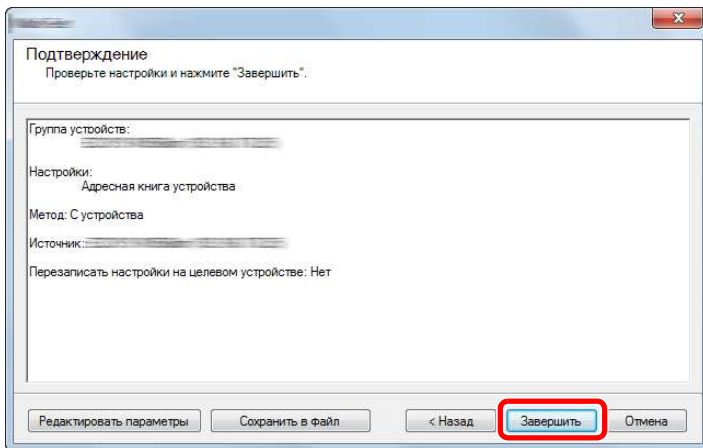 Подтверждение
Проверьте настройки и нажмите "Завершить".
Группа устройств:
Настройки:
Адресная книга устройства
Метод: С устройства
Источник:
Перезаписать настройки на целевом устройстве: Нет
Редактировать параметры Сохранить в файл < Назад Завершить Отмена